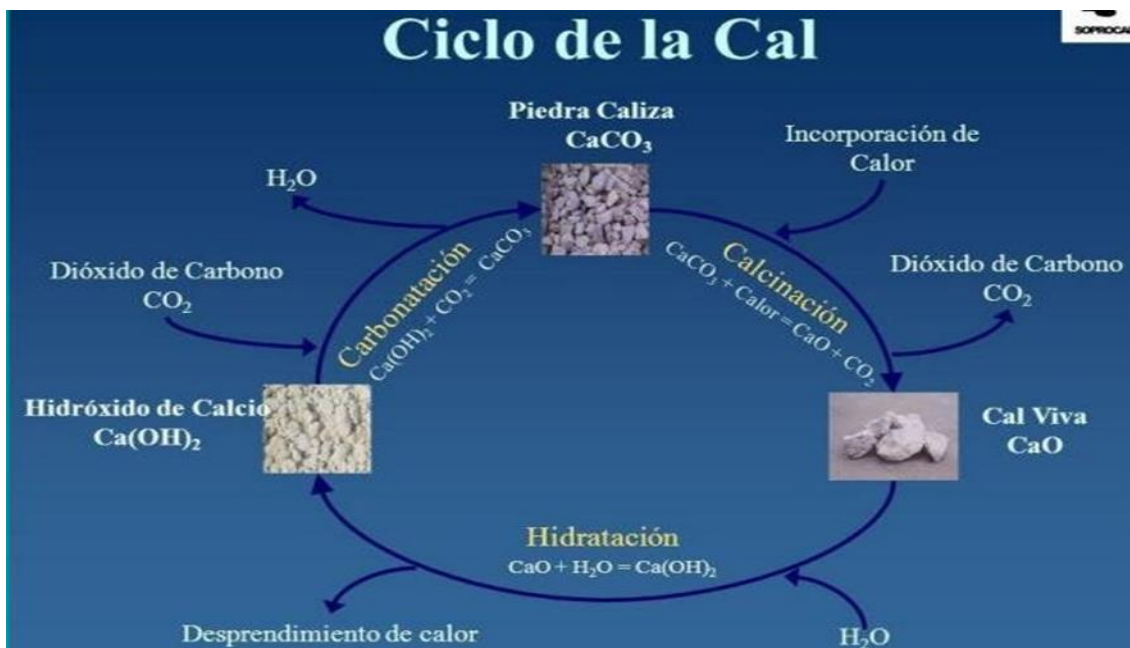 Ciclo de la Cal
SOPROCAL
Piedra Caliza
CaCO₃
Incorporación de
Calor
H₂O
Dióxido de Carbono
CO₂
Carbonatación
Ca(OH)₂ + CO₂ = CaCO₃
Calcinación
CaCO₃ + Calor = CaO + CO₂
Dióxido de Carbono
CO₂
Hidróxido de Calcio
Ca(OH)₂
Cal Viva
CaO
Hidratación
CaO + H₂O = Ca(OH)₂
Desprendimiento de calor
H₂O